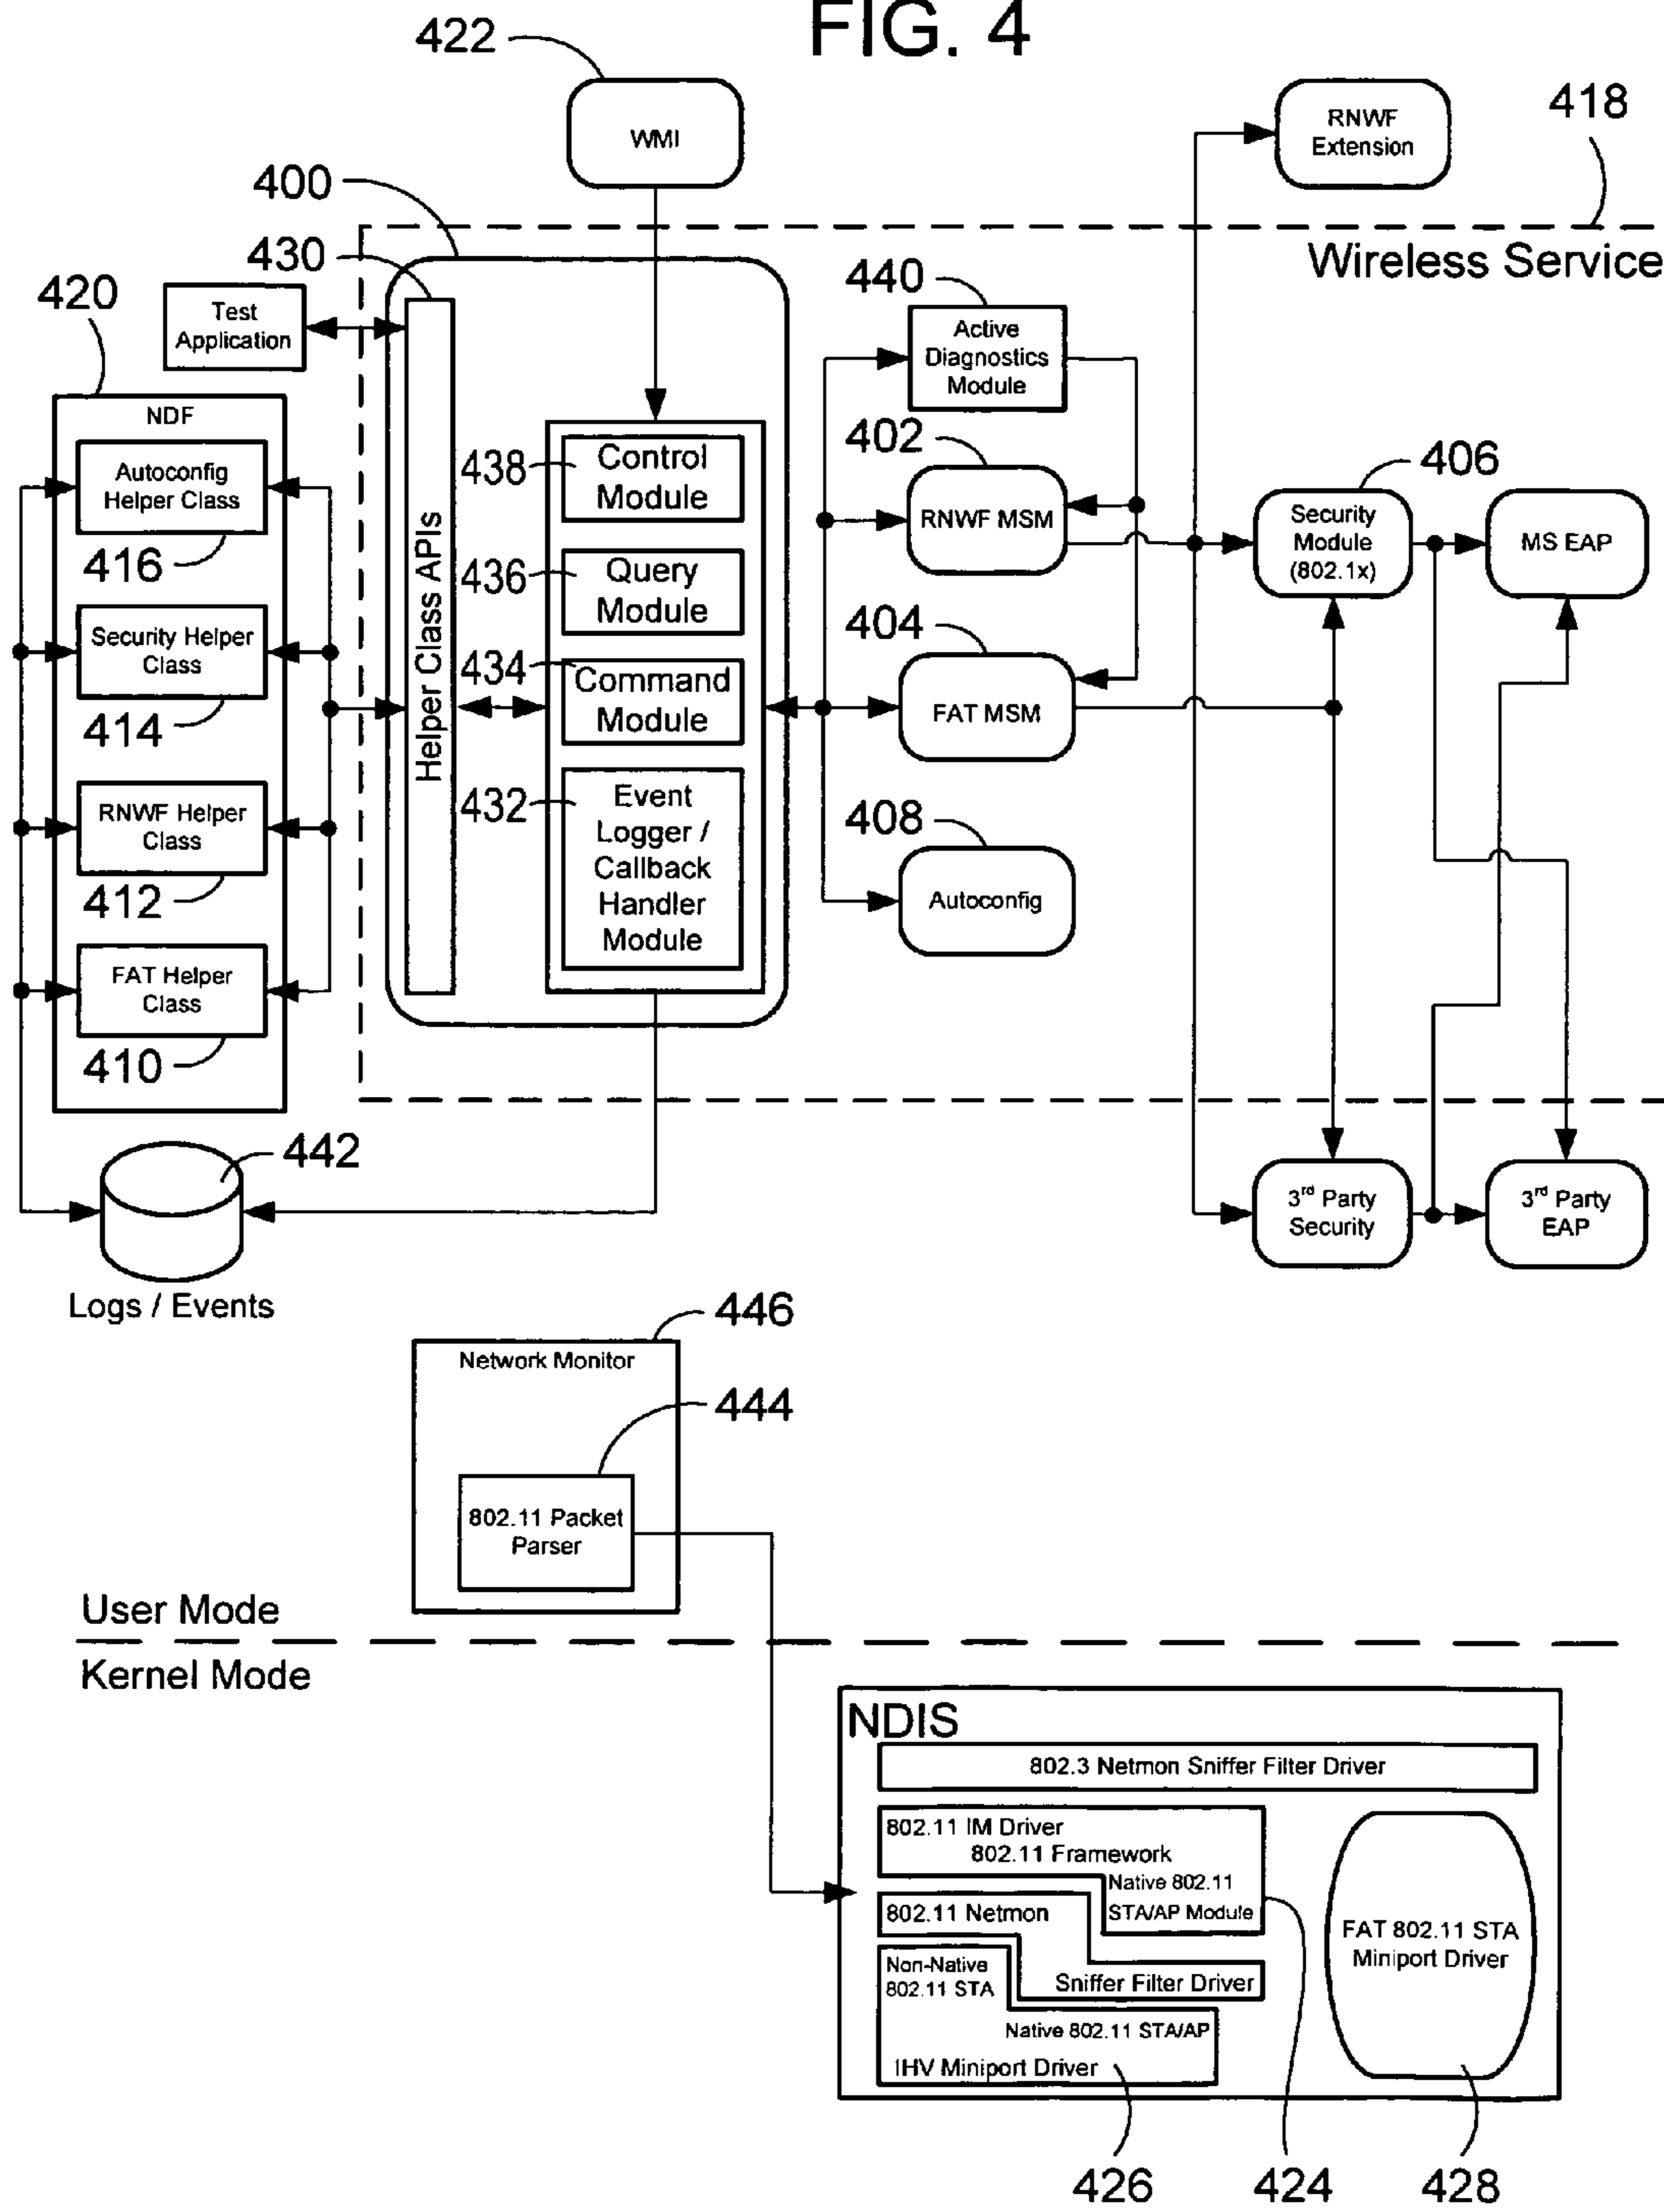 FIG. 4
422
WMI
RNWF
Extension
418
400
Wireless Service
430
440
420
Test
Application
Active
Diagnostics
Module
NDF
402
Autoconfig
Helper Class
416
438
Control
Module
RNWF MSM
406
Security
Module
(802.1x)
MS EAP
Helper Class APIs
436
Query
Module
Security Helper
Class
414
404
434
Command
Module
FAT MSM
RNWF Helper
Class
412
432
Event
Logger /
Callback
Handler
Module
408
Autoconfig
FAT Helper
Class
410
442
Logs / Events
3rd Party
Security
3rd Party
EAP
446
Network Monitor
444
802.11 Packet
Parser
User Mode
Kernel Mode
NDIS
802.3 Netmon Sniffer Filter Driver
802.11 IM Driver
802.11 Framework
Native 802.11
STA/AP Module
802.11 Netmon
Sniffer Filter Driver
Non-Native
802.11 STA
Native 802.11 STA/AP
IHV Miniport Driver
FAT 802.11 STA
Miniport Driver
426
424
428